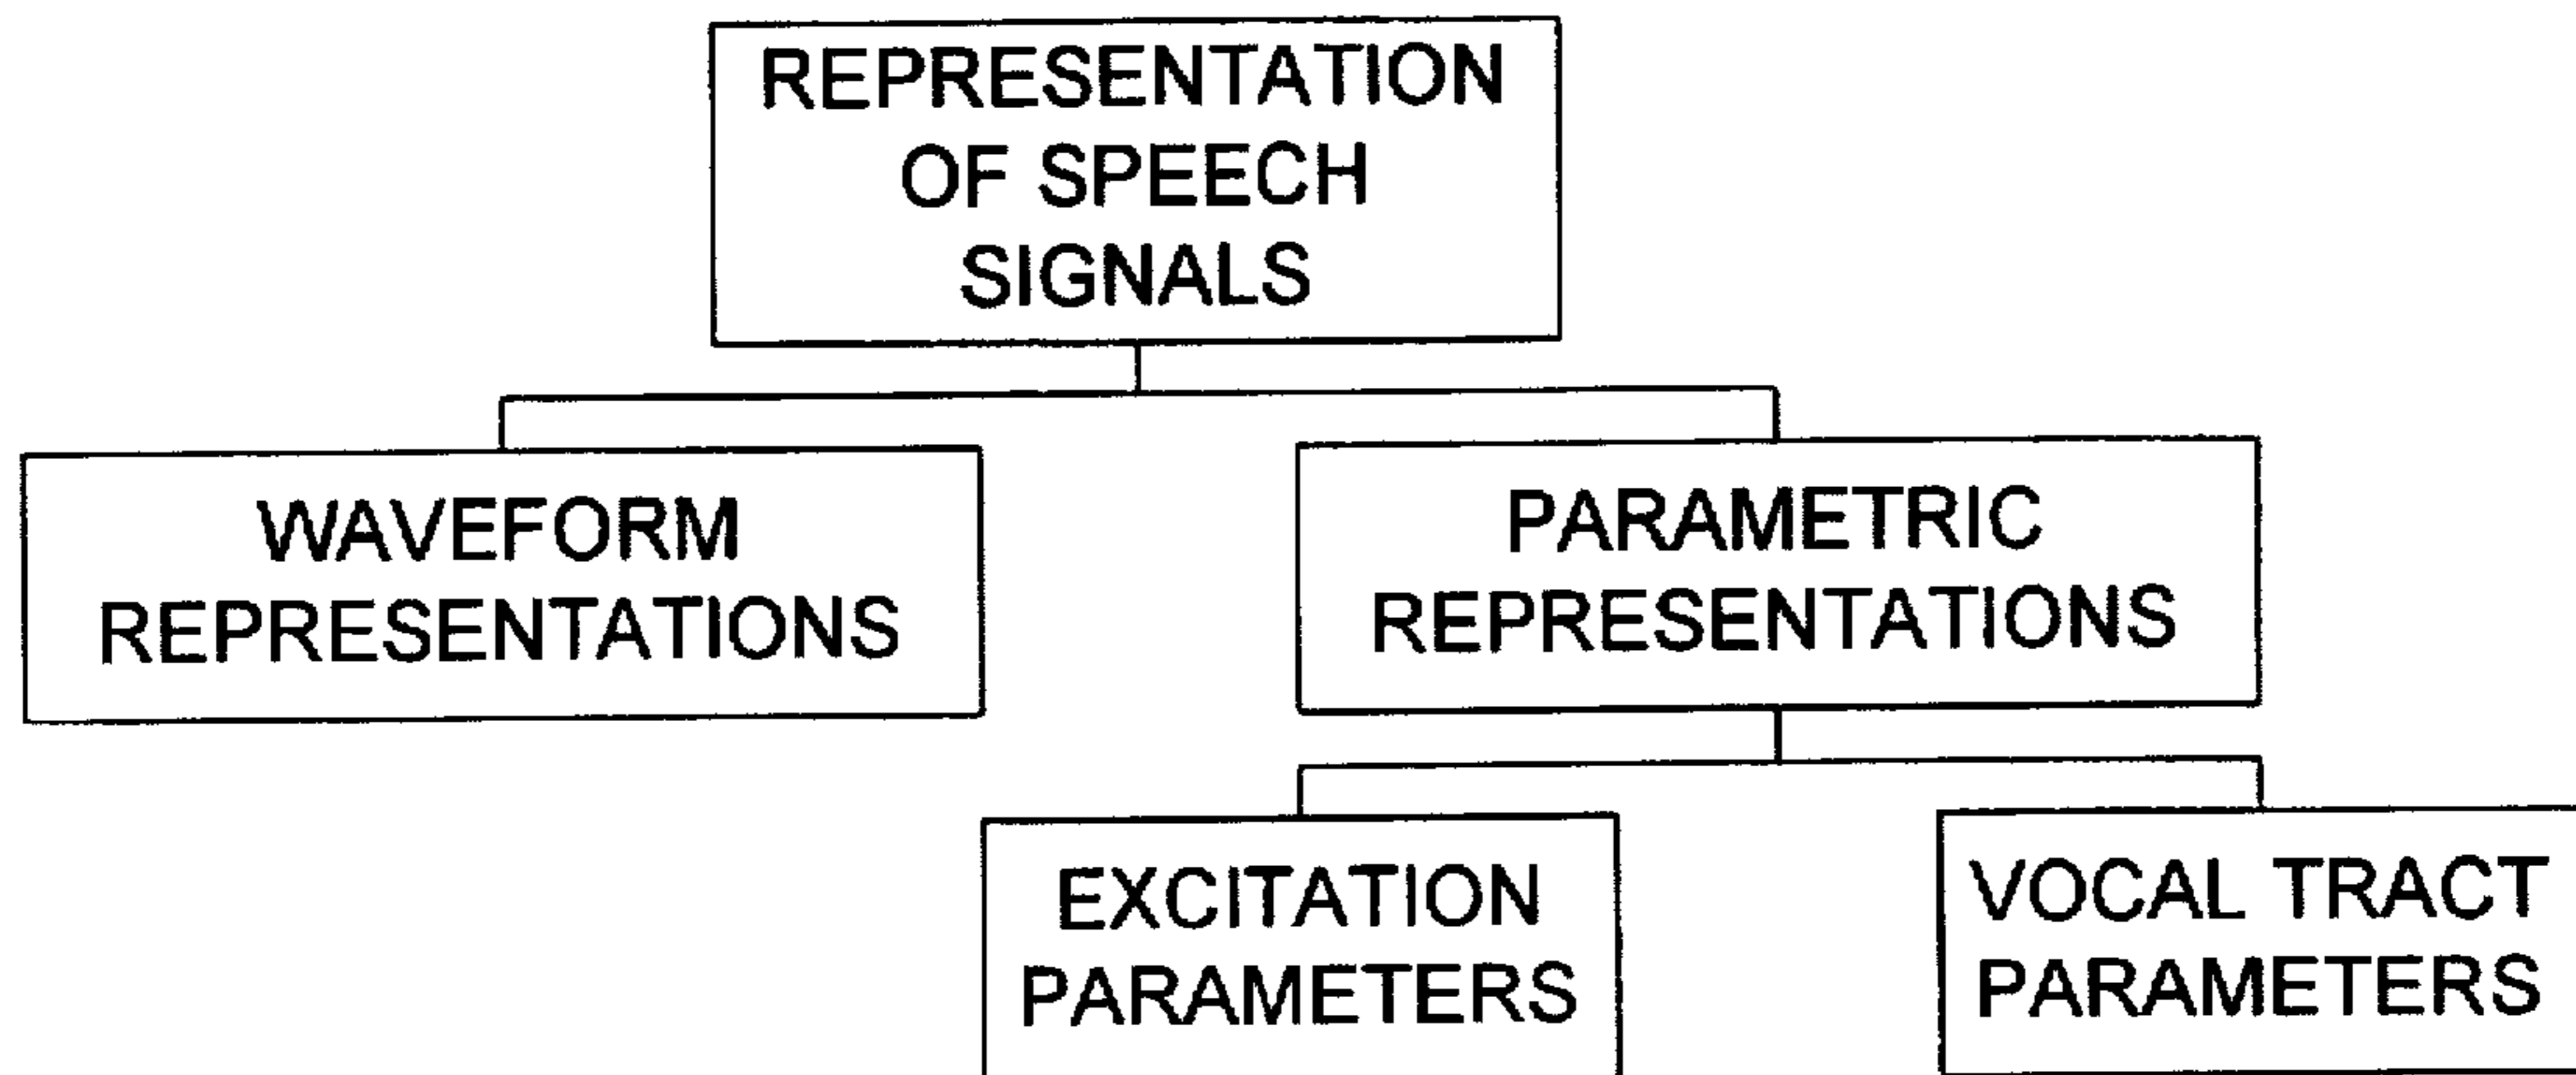 REPRESENTATION
OF SPEECH
SIGNALS
WAVEFORM
REPRESENTATIONS
PARAMETRIC
REPRESENTATIONS
EXCITATION
PARAMETERS
VOCAL TRACT
PARAMETERS